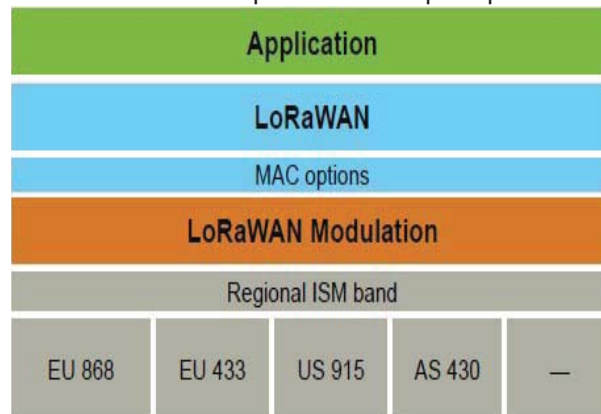 Application
LoRaWAN
MAC options
LoRaWAN Modulation
Regional ISM band
EU 868 EU 433 US 915 AS 430 —